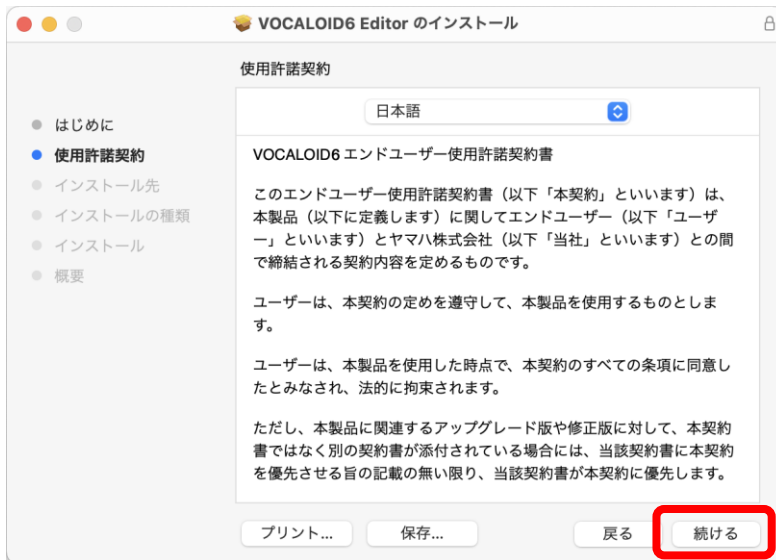 VOCALOID6 Editor のインストール
使用許諾契約
はじめに
使用許諾契約
インストール先
インストールの種類
インストール
概要
日本語
VOCALOID6 エンドユーザー使用許諾契約書
このエンドユーザー使用許諾契約書（以下「本契約」といいます）は、
本製品（以下に定義します）に関してエンドユーザー（以下「ユーザ
ー」といいます）とヤマハ株式会社（以下「当社」といいます）との間
で締結される契約内容を定めるものです。
ユーザーは、本契約の定めを遵守して、本製品を使用するものとしま
す。
ユーザーは、本製品を使用した時点で、本契約のすべての条項に同意し
たとみなされ、法的に拘束されます。
ただし、本製品に関連するアップグレード版や修正版に対して、本契約
書ではなく別の契約書が添付されている場合には、当該契約書に本契約
を優先させる旨の記載の無い限り、当該契約書が本契約に優先します。
プリント...
保存...
戻る
続ける